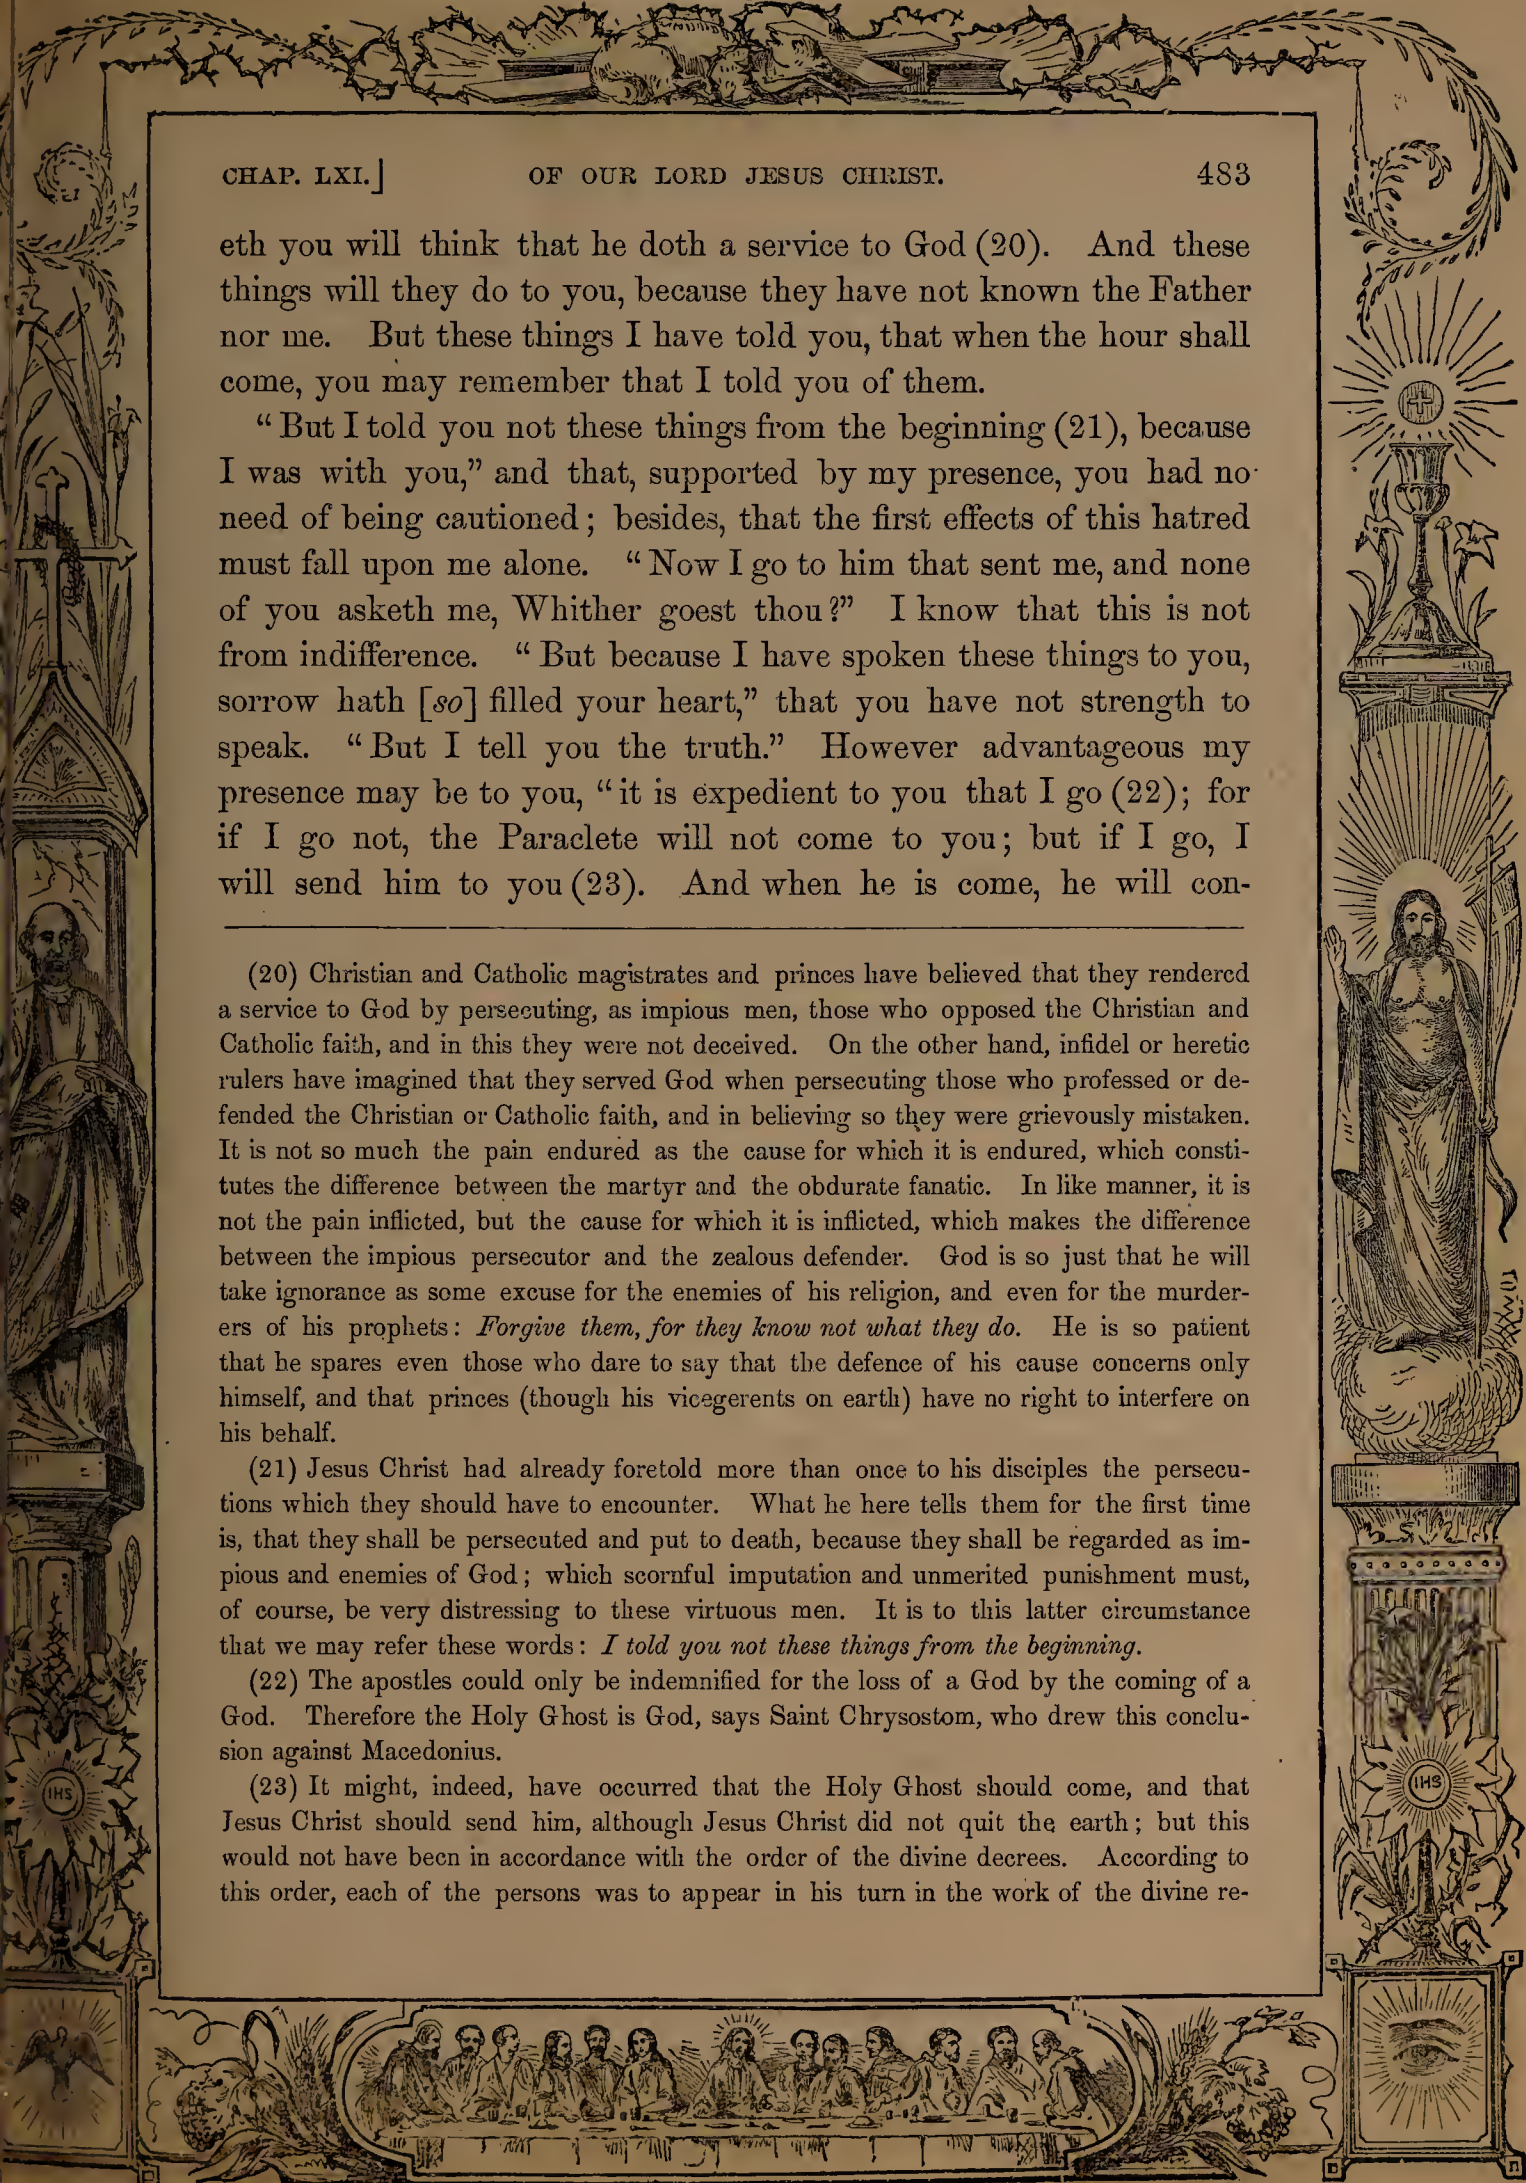 CHAP. LXI.] OF OUR LORD JESUS CHRIST. 483
eth you will think that he doth a service to God (20). And these
things will they do to you, because they have not known the Father
nor me. But these things I have told you, that when the hour shall
come, you may remember that I told you of them.
“But I told you not these things from the beginning (21), because
I was with you,” and that, supported by my presence, you had no
need of being cautioned; besides, that the first effects of this hatred
must fall upon me alone. “Now I go to him that sent me, and none
of you asketh me, Whither goest thou?” I know that this is not
from indifference. “But because I have spoken these things to you,
sorrow hath [so] filled your heart,” that you have not strength to
speak. “But I tell you the truth.” However advantageous my
presence may be to you, “it is expedient to you that I go (22); for
if I go not, the Paraclete will not come to you; but if I go, I
will send him to you (23). And when he is come, he will con-
(20) Christian and Catholic magistrates and princes have believed that they rendered
a service to God by persecuting, as impious men, those who opposed the Christian and
Catholic faith, and in this they were not deceived. On the other hand, infidel or heretic
rulers have imagined that they served God when persecuting those who professed or de-
fended the Christian or Catholic faith, and in believing so they were grievously mistaken.
It is not so much the pain endured as the cause for which it is endured, which consti-
tutes the difference between the martyr and the obdurate fanatic. In like manner, it is
not the pain inflicted, but the cause for which it is inflicted, which makes the difference
between the impious persecutor and the zealous defender. God is so just that he will
take ignorance as some excuse for the enemies of his religion, and even for the murder-
ers of his prophets: Forgive them, for they know not what they do. He is so patient
that he spares even those who dare to say that the defence of his cause concerns only
himself, and that princes (though his vicegerents on earth) have no right to interfere on
his behalf.
(21) Jesus Christ had already foretold more than once to his disciples the persecu-
tions which they should have to encounter. What he here tells them for the first time
is, that they shall be persecuted and put to death, because they shall be regarded as im-
pious and enemies of God; which scornful imputation and unmerited punishment must,
of course, be very distressing to these virtuous men. It is to this latter circumstance
that we may refer these words: I told you not these things from the beginning.
(22) The apostles could only be indemnified for the loss of a God by the coming of a
God. Therefore the Holy Ghost is God, says Saint Chrysostom, who drew this conclu-
sion against Macedonius.
(23) It might, indeed, have occurred that the Holy Ghost should come, and that
Jesus Christ should send him, although Jesus Christ did not quit the earth; but this
would not have been in accordance with the order of the divine decrees. According to
this order, each of the persons was to appear in his turn in the work of the divine re-
IHS
IHS